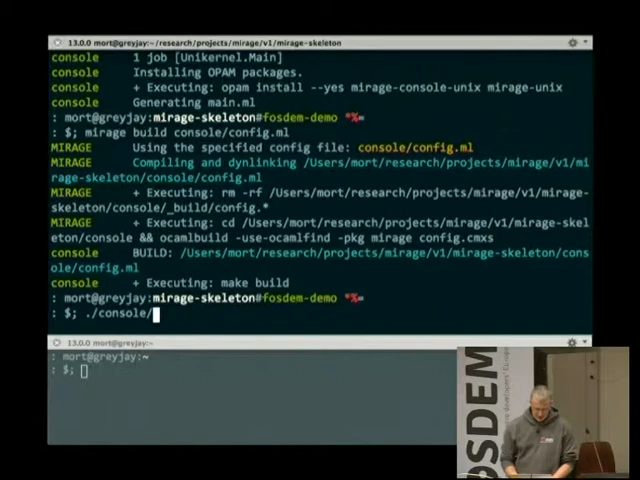 13.0.0 mort@greyjay:~/research/projects/mirage/v1/mirage-skeleton
console 1 job [Unikernel.Main]
console Installing OPAM packages.
console + Executing: opam install --yes mirage-console-unix mirage-unix
console Generating main.ml
: mort@greyjay:mirage-skeleton#fosdem-demo *%=
: $; mirage build console/config.ml
MIRAGE Using the specified config file: console/config.ml
MIRAGE Compiling and dynlinking /Users/mort/research/projects/mirage/v1/mi
rage-skeleton/console/config.ml
MIRAGE + Executing: rm -rf /Users/mort/research/projects/mirage/v1/mirage-
skeleton/console/_build/config.*
MIRAGE + Executing: cd /Users/mort/research/projects/mirage/v1/mirage-skel
eton/console && ocamlbuild -use-ocamlfind -pkg mirage config.cmxs
console BUILD: /Users/mort/research/projects/mirage/v1/mirage-skeleton/cons
ole/config.ml
console + Executing: make build
: mort@greyjay:mirage-skeleton#fosdem-demo *%=
: $; ./console/
13.0.0 mort@greyjay:~
: mort@greyjay:~
: $;
OSDEM